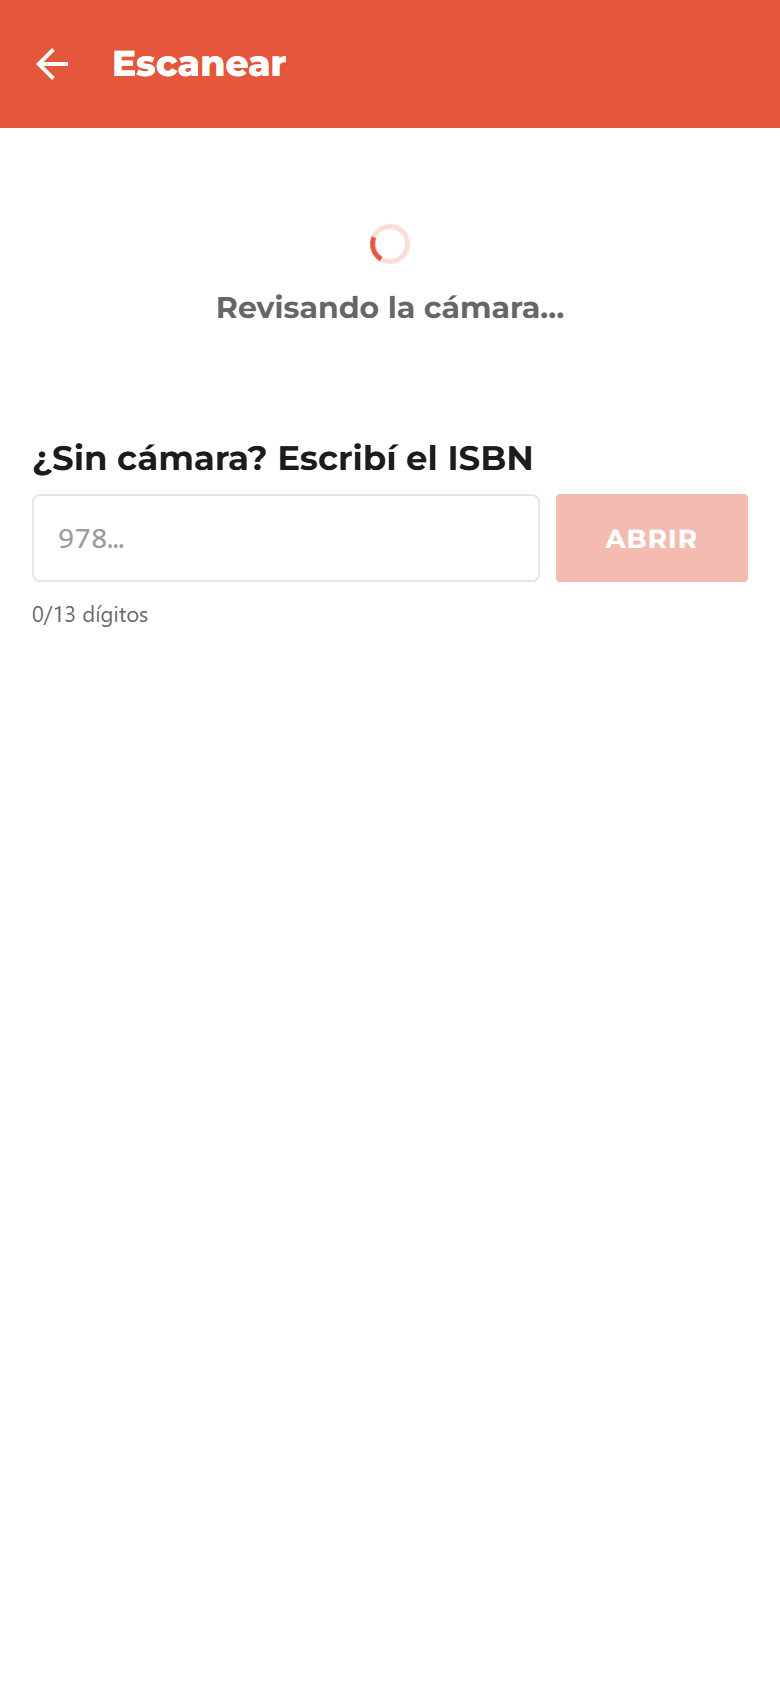 Escanear
Revisando la cámara...
¿Sin cámara? Escribí el ISBN
978...
ABRIR
0/13 dígitos